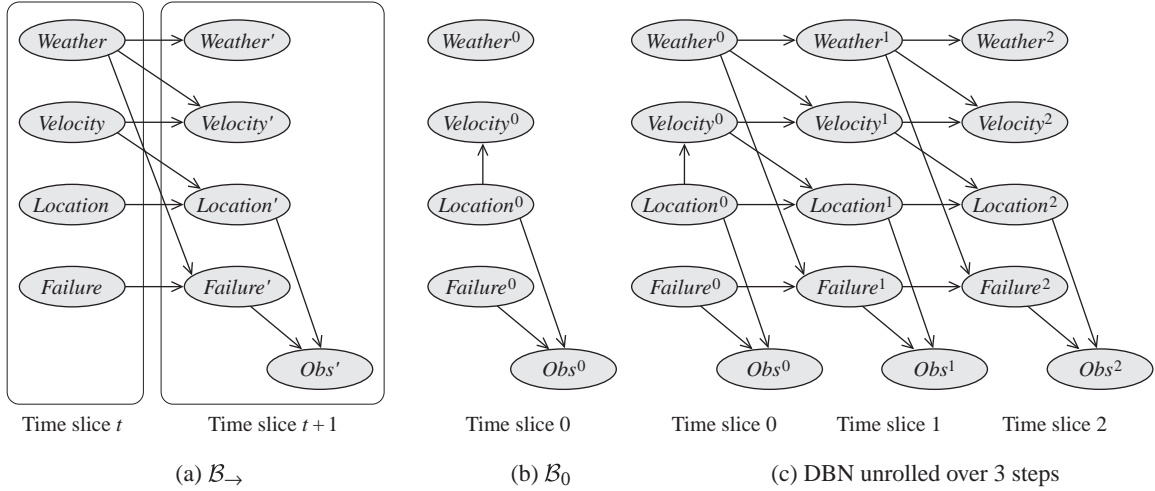 Weather Weather′ Weather⁰ Weather⁰ Weather¹ Weather²
Velocity Velocity′ Velocity⁰ Velocity⁰ Velocity¹ Velocity²
Location Location′ Location⁰ Location⁰ Location¹ Location²
Failure Failure′ Failure⁰ Failure⁰ Failure¹ Failure²
Obs′ Obs⁰ Obs⁰ Obs¹ Obs²
Time slice t Time slice t+1 Time slice 0 Time slice 0 Time slice 1 Time slice 2
(a) ℬ→ (b) ℬ₀ (c) DBN unrolled over 3 steps